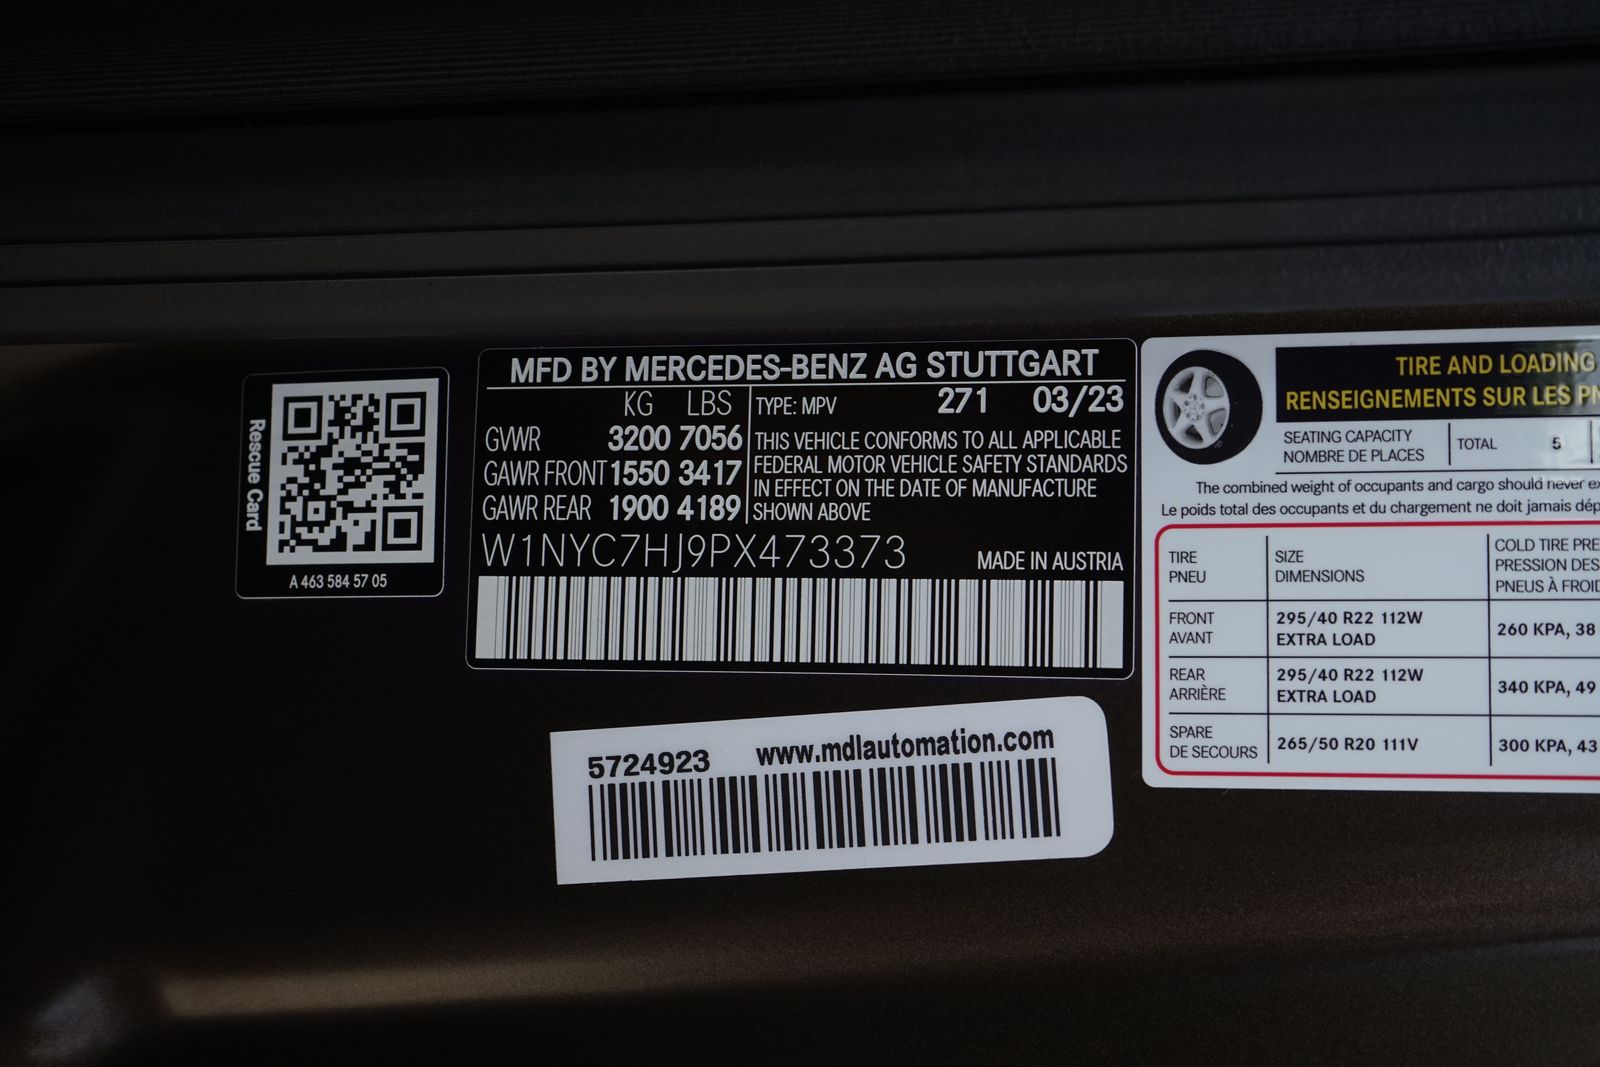 Rescue Card
A 463 584 57 05
MFD BY MERCEDES-BENZ AG STUTTGART
KG LBS
GVWR 3200 7056
GAWR FRONT 1550 3417
GAWR REAR 1900 4189
TYPE: MPV 271 03/23
THIS VEHICLE CONFORMS TO ALL APPLICABLE
FEDERAL MOTOR VEHICLE SAFETY STANDARDS
IN EFFECT ON THE DATE OF MANUFACTURE
SHOWN ABOVE
W1NYC7HJ9PX473373 MADE IN AUSTRIA
5724923 www.mdlautomation.com
TIRE AND LOADING
RENSEIGNEMENTS SUR LES
SEATING CAPACITY
NOMBRE DE PLACES
TOTAL 5
The combined weight of occupants and cargo should never
Le poids total des occupants et du chargement ne doit jamais
TIRE
PNEU
SIZE
DIMENSIONS
COLD TIRE
PRESSION DES
PNEUS À
FRONT
AVANT
295/40 R22 112W
EXTRA LOAD
260 KPA, 38
REAR
ARRIÈRE
295/40 R22 112W
EXTRA LOAD
340 KPA, 49
SPARE
DE SECOURS
265/50 R20 111V
300 KPA, 43